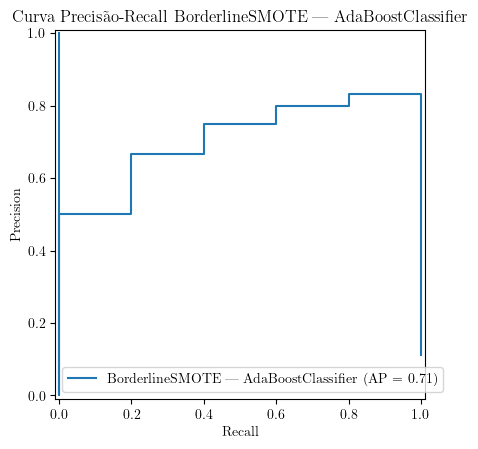 Curva Precisão-Recall BorderlineSMOTE — AdaBoostClassifier
1.0
0.8
0.6
0.4
0.2
0.0
Precision
BorderlineSMOTE — AdaBoostClassifier (AP = 0.71)
0.0 0.2 0.4 0.6 0.8 1.0
Recall